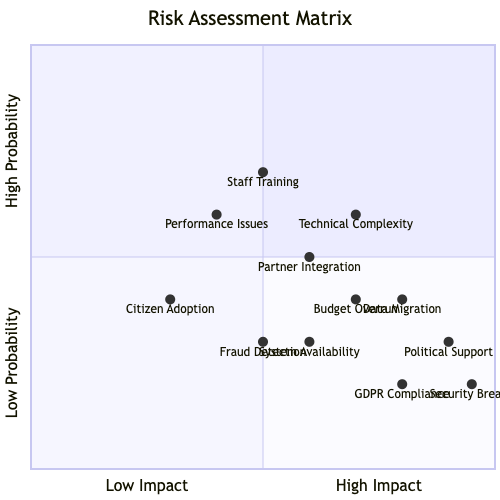 Risk Assessment Matrix
High Probability
Staff Training
Performance Issues
Technical Complexity
Partner Integration
Low Probability
Citizen Adoption
Budget Overrun
Data Migration
Fraud Detection
System Availability
Political Support
GDPR Compliance
Security Brea
Low Impact
High Impact